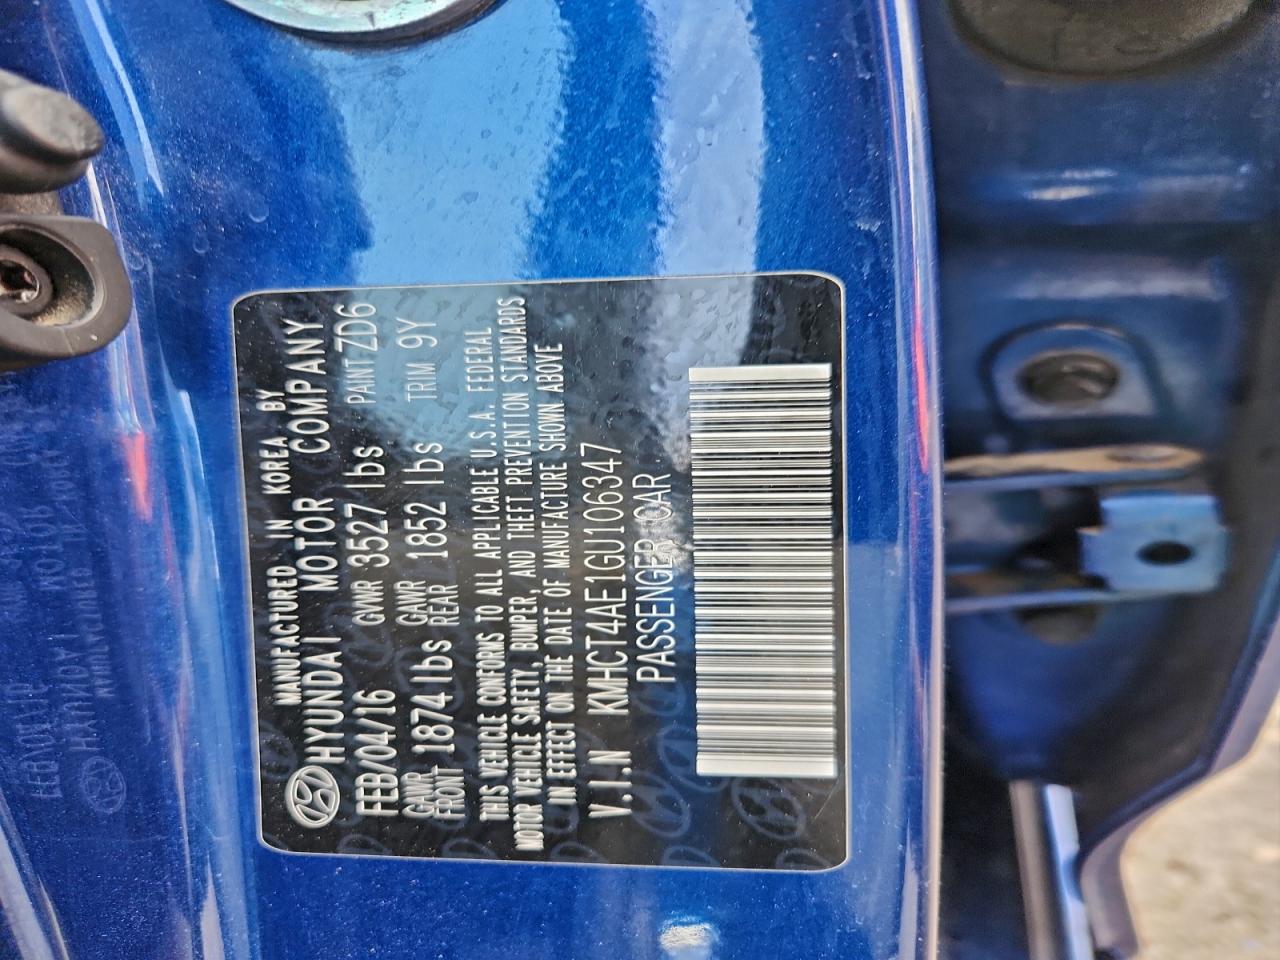 MANUFACTURED IN KOREA BY
HYUNDAI MOTOR COMPANY
FEB/04/16 GVWR 3527 lbs PAINT ZD6
GAWR FRONT 1874 lbs GAWR REAR 1852 lbs TRIM 9Y
THIS VEHICLE CONFORMS TO ALL APPLICABLE U.S.A. FEDERAL
MOTOR VEHICLE SAFETY, BUMPER, AND THEFT PREVENTION STANDARDS
IN EFFECT ON THE DATE OF MANUFACTURE SHOWN ABOVE
V.I.N KMHCT4AE1GU106347
PASSENGER CAR